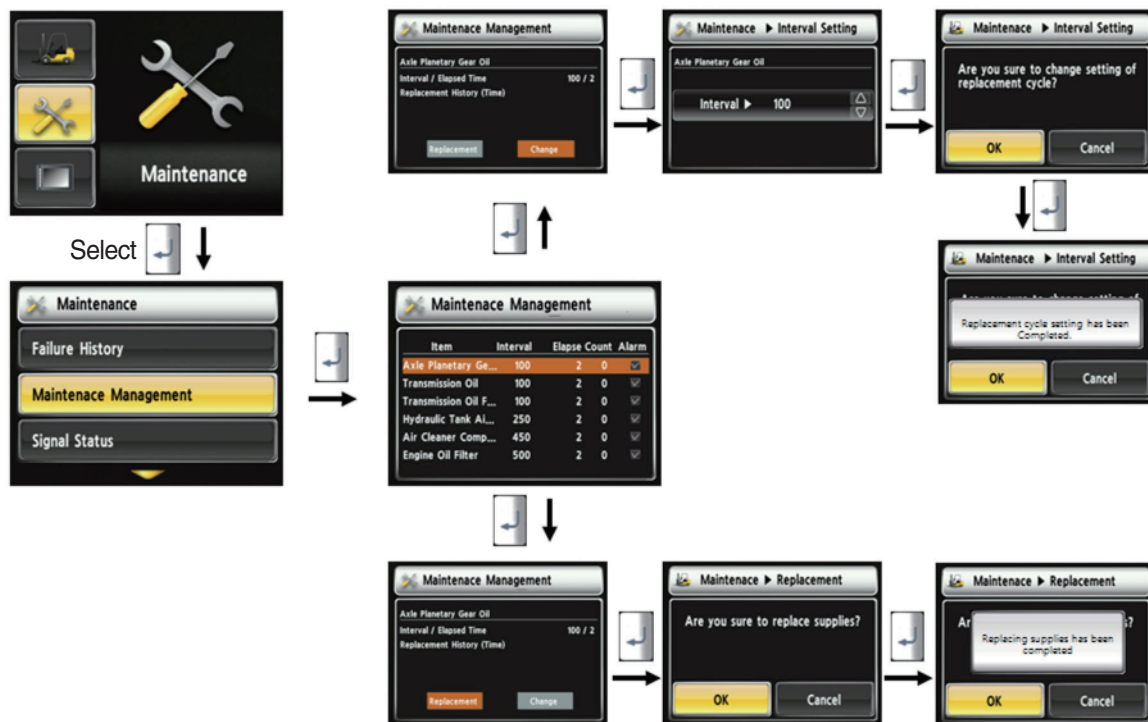 Maintenance
Select
Maintenance
Failure History
Maintenace Management
Signal Status
Maintenace Management
Axle Planetary Gear Oil
Interval / Elapsed Time 100 / 2
Replacement History (Time)
Replacement Change
Maintenace ▶ Interval Setting
Axle Planetary Gear Oil
Interval ▶ 100
Maintenace ▶ Interval Setting
Are you sure to change setting of
replacement cycle?
OK Cancel
Maintenace ▶ Interval Setting
Replacement cycle setting has been
Completed.
OK Cancel
Maintenace Management
Item Interval Elapse Count Alarm
Axle Planetary Ge... 100 2 0
Transmission Oil 100 2 0
Transmission Oil F... 100 2 0
Hydraulic Tank Ai... 250 2 0
Air Cleaner Comp... 450 2 0
Engine Oil Filter 500 2 0
Maintenace Management
Axle Planetary Gear Oil
Interval / Elapsed Time 100 / 2
Replacement History (Time)
Replacement Change
Maintenace ▶ Replacement
Are you sure to replace supplies?
OK Cancel
Maintenace ▶ Replacement
Replacing supplies has been
completed
OK Cancel